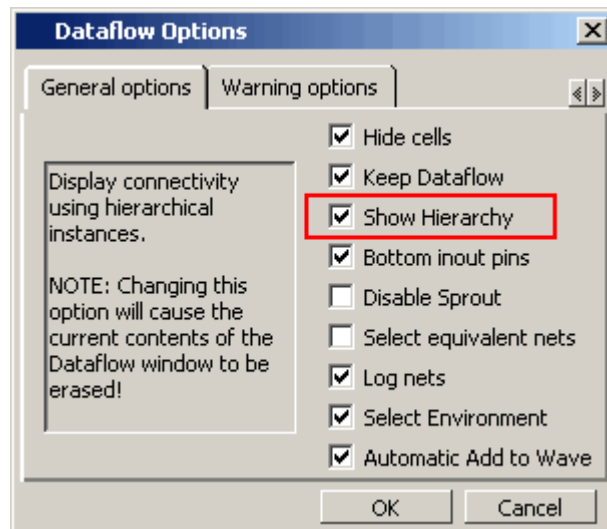 Dataflow Options
General options
Warning options
Display connectivity
using hierarchical
instances.
NOTE: Changing this
option will cause the
current contents of the
Dataflow window to be
erased!
Hide cells
Keep Dataflow
Show Hierarchy
Bottom inout pins
Disable Sprout
Select equivalent nets
Log nets
Select Environment
Automatic Add to Wave
OK
Cancel